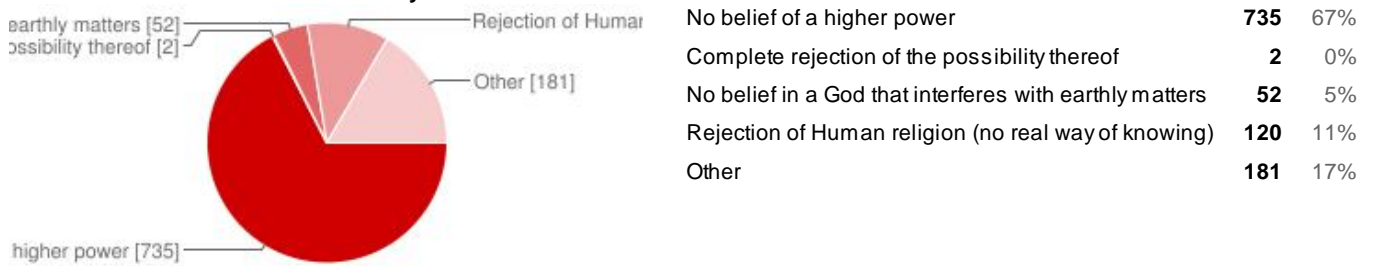 earthly matters [52]
ossibility thereof [2]
Rejection of Human
Other [181]
higher power [735]
No belief of a higher power 735 67%
Complete rejection of the possibility thereof 2 0%
No belief in a God that interferes with earthly matters 52 5%
Rejection of Human religion (no real way of knowing) 120 11%
Other 181 17%